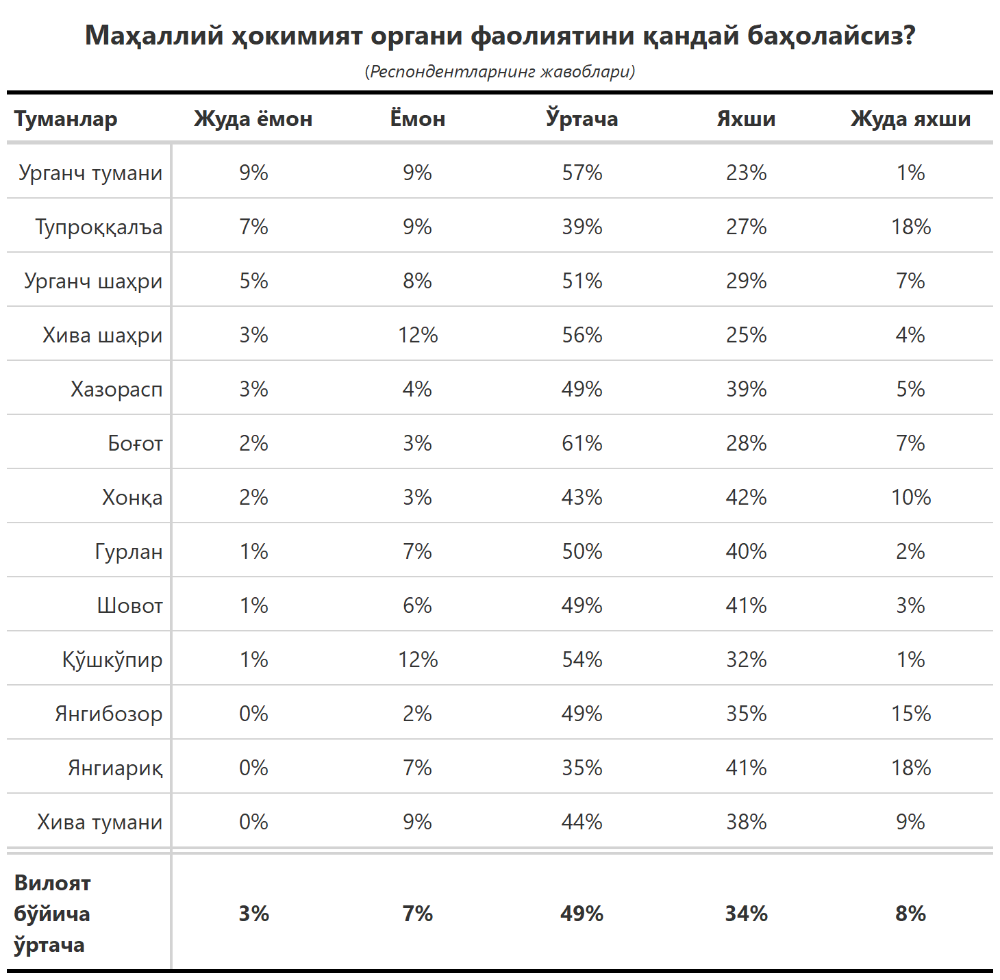 Маҳаллий ҳокимият органи фаолиятини қандай баҳолайсиз?
(Респондентларнинг жавоблари)
Туманлар Жуда ёмон Ёмон Ўртача Яхши Жуда яхши
Урганч тумани 9% 9% 57% 23% 1%
Тупроққалъа 7% 9% 39% 27% 18%
Урганч шаҳри 5% 8% 51% 29% 7%
Хива шаҳри 3% 12% 56% 25% 4%
Хазорасп 3% 4% 49% 39% 5%
Боғот 2% 3% 61% 28% 7%
Хонқа 2% 3% 43% 42% 10%
Гурлан 1% 7% 50% 40% 2%
Шовот 1% 6% 49% 41% 3%
Қўшкўпир 1% 12% 54% 32% 1%
Янгибозор 0% 2% 49% 35% 15%
Янгиариқ 0% 7% 35% 41% 18%
Хива тумани 0% 9% 44% 38% 9%
Вилоят
бўйича
ўртача
3% 7% 49% 34% 8%